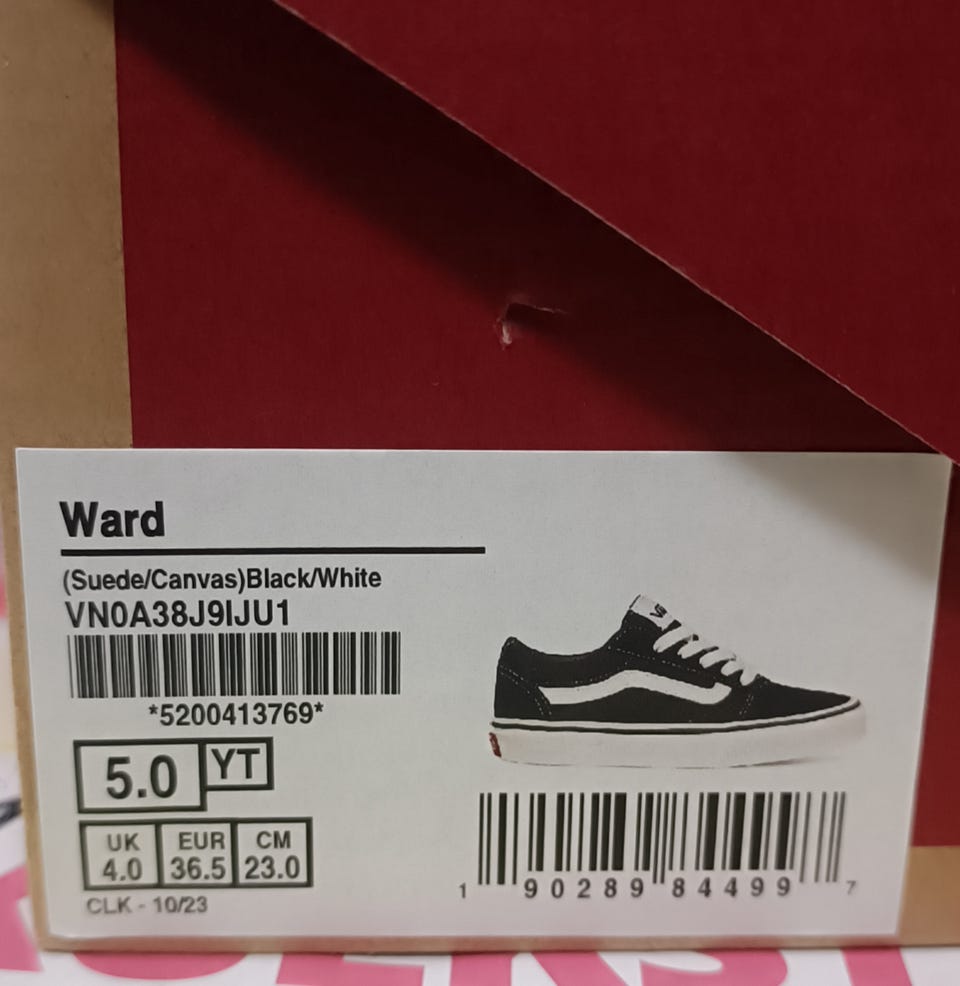 Ward
(Suede/Canvas)Black/White
VN0A38J9IJU1
*5200413769*
5.0 YT
UK EUR CM
4.0 36.5 23.0
CLK - 10/23
1 90289 84499 7